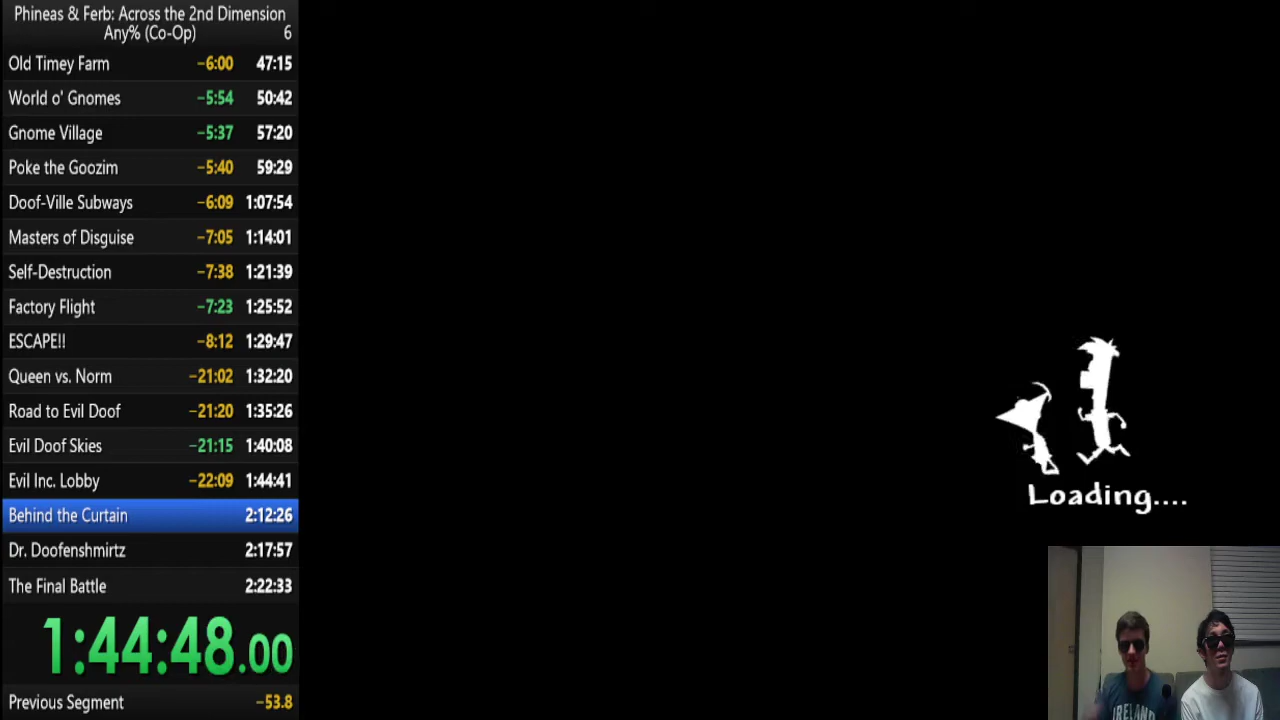 Phineas & Ferb: Across the 2nd Dimension
Any% (Co-Op) 6
Old Timey Farm −6:00 47:15
World o' Gnomes −5:54 50:42
Gnome Village −5:37 57:20
Poke the Goozim −5:40 59:29
Doof-Ville Subways −6:09 1:07:54
Masters of Disguise −7:05 1:14:01
Self-Destruction −7:38 1:21:39
Factory Flight −7:23 1:25:52
ESCAPE!! −8:12 1:29:47
Queen vs. Norm −21:02 1:32:20
Road to Evil Doof −21:20 1:35:26
Evil Doof Skies −21:15 1:40:08
Evil Inc. Lobby −22:09 1:44:41
Behind the Curtain 2:12:26
Dr. Doofenshmirtz 2:17:57
The Final Battle 2:22:33
1:44:48.00
Previous Segment −53.8
Loading....
IRELAND